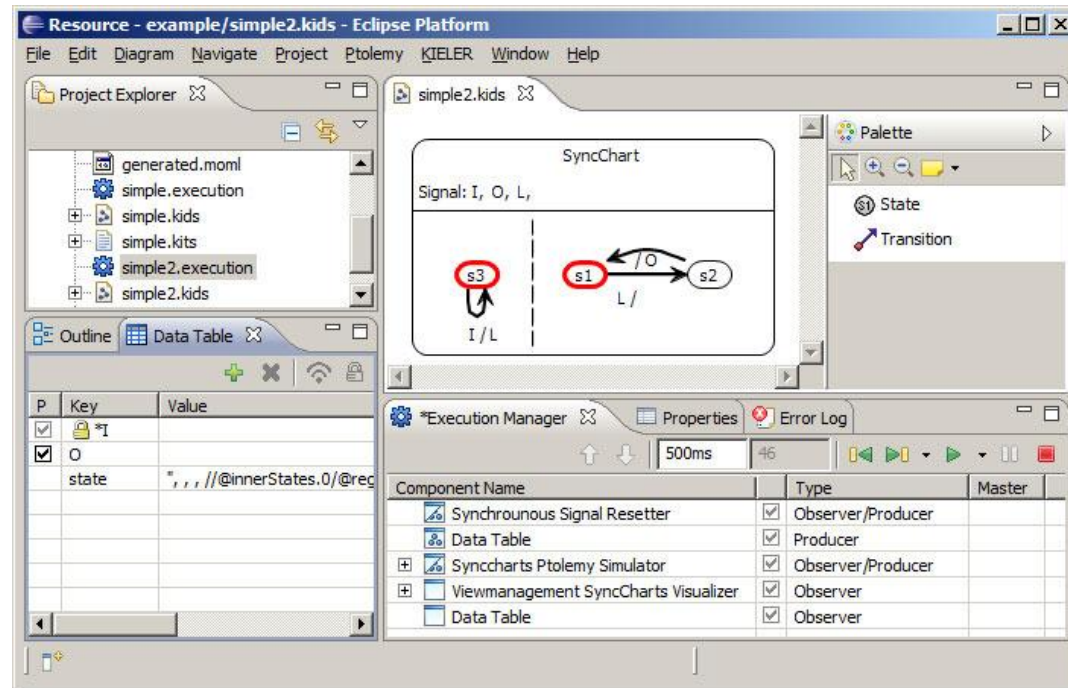 Resource - example/simple2.kids - Eclipse Platform
File Edit Diagram Navigate Project Ptolemy KIELER Window Help
Project Explorer
generated.moml
simple.execution
simple.kids
simple.kits
simple2.execution
simple2.kids
simple2.kids
SyncChart
Signal: I, O, L,
s3
I / L
s1
/ O
s2
L /
Palette
S1 State
Transition
Outline Data Table
P Key Value
*I
O
state ", , , //@innerStates.0/@reg
*Execution Manager Properties Error Log
500ms 46
Component Name Type Master
Synchrounous Signal Resetter Observer/Producer
Data Table Producer
Synccharts Ptolemy Simulator Observer/Producer
Viewmanagement SyncCharts Visualizer Observer
Data Table Observer